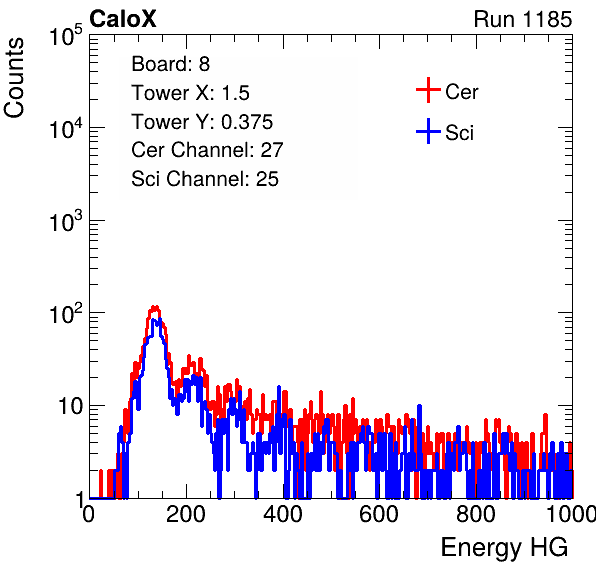 CaloX Run 1185
Counts
Board: 8
Tower X: 1.5
Tower Y: 0.375
Cer Channel: 27
Sci Channel: 25
Cer
Sci
10^5
10^4
10^3
10^2
10
1
0 200 400 600 800 1000
Energy HG